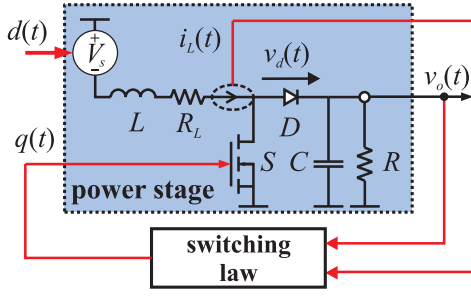 d(t)
+
V_s
-
i_L(t)
v_d(t)
v_o(t)
L
R_L
D
q(t)
S
C
R
power stage
switching
law